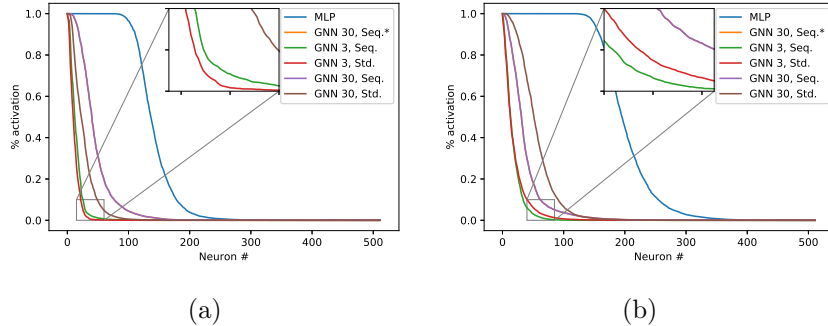 MLP
GNN 30, Seq.*
GNN 3, Seq.
GNN 3, Std.
GNN 30, Seq.
GNN 30, Std.
1.0
0.8
0.6
0.4
0.2
0.0
% activation
0 100 200 300 400 500
Neuron #
(a)
MLP
GNN 30, Seq.*
GNN 3, Seq.
GNN 3, Std.
GNN 30, Seq.
GNN 30, Std.
1.0
0.8
0.6
0.4
0.2
0.0
% activation
0 100 200 300 400 500
Neuron #
(b)